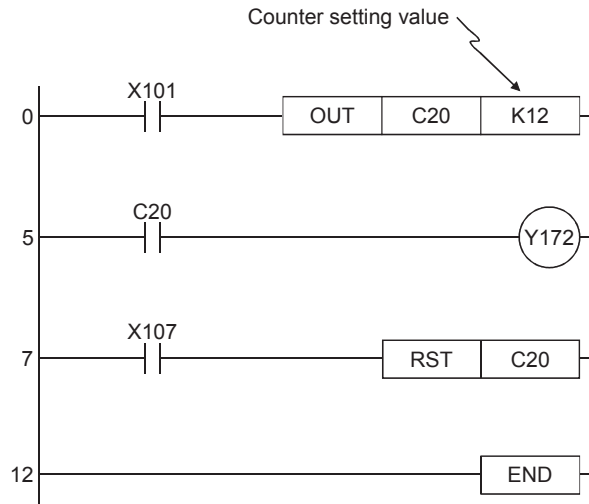 Counter setting value
X101
0 OUT C20 K12
C20
5 Y172
X107
7 RST C20
12 END